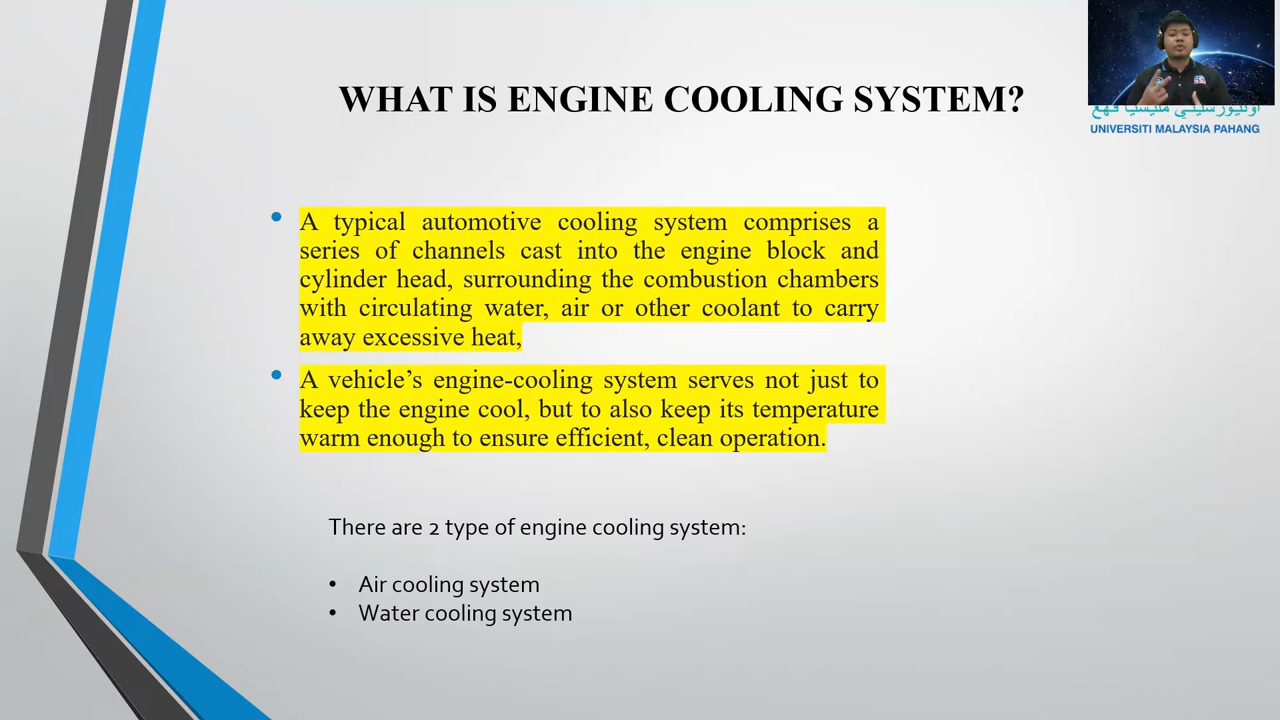 WHAT IS ENGINE COOLING SYSTEM?
اونيۏرسيتي مليسيا ڤهڠ
UNIVERSITI MALAYSIA PAHANG
• A typical automotive cooling system comprises a
series of channels cast into the engine block and
cylinder head, surrounding the combustion chambers
with circulating water, air or other coolant to carry
away excessive heat,
• A vehicle’s engine-cooling system serves not just to
keep the engine cool, but to also keep its temperature
warm enough to ensure efficient, clean operation.
There are 2 type of engine cooling system:
• Air cooling system
• Water cooling system